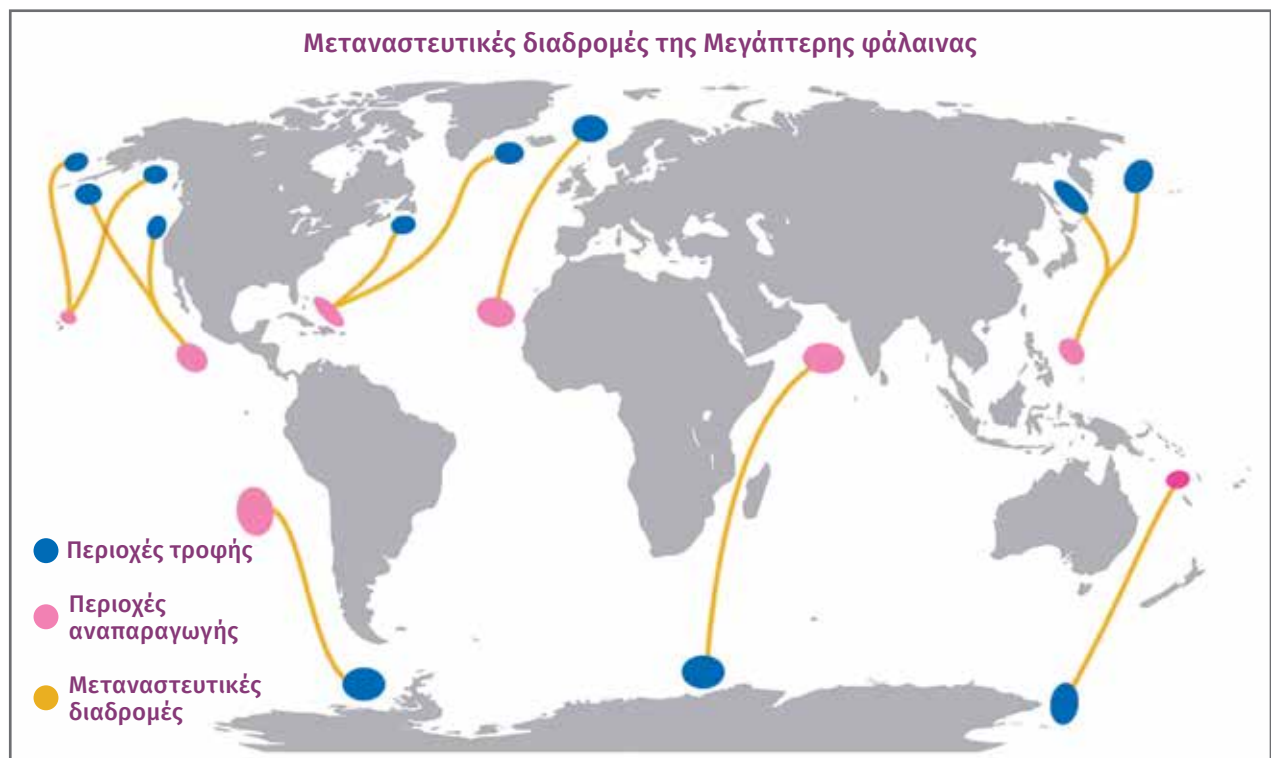 Μεταναστευτικές διαδρομές της Μεγάπτερης φάλαινας
Περιοχές τροφής
Περιοχές
αναπαραγωγής
Μεταναστευτικές
διαδρομές